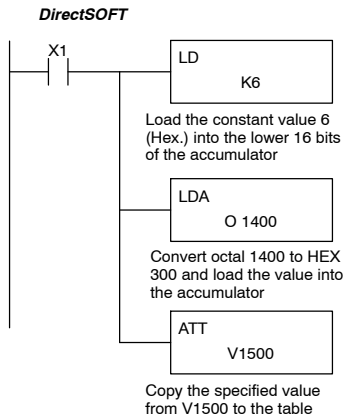 DirectSOFT
X1
LD
K6
Load the constant value 6
(Hex.) into the lower 16 bits
of the accumulator
LDA
O 1400
Convert octal 1400 to HEX
300 and load the value into
the accumulator
ATT
V1500
Copy the specified value
from V1500 to the table